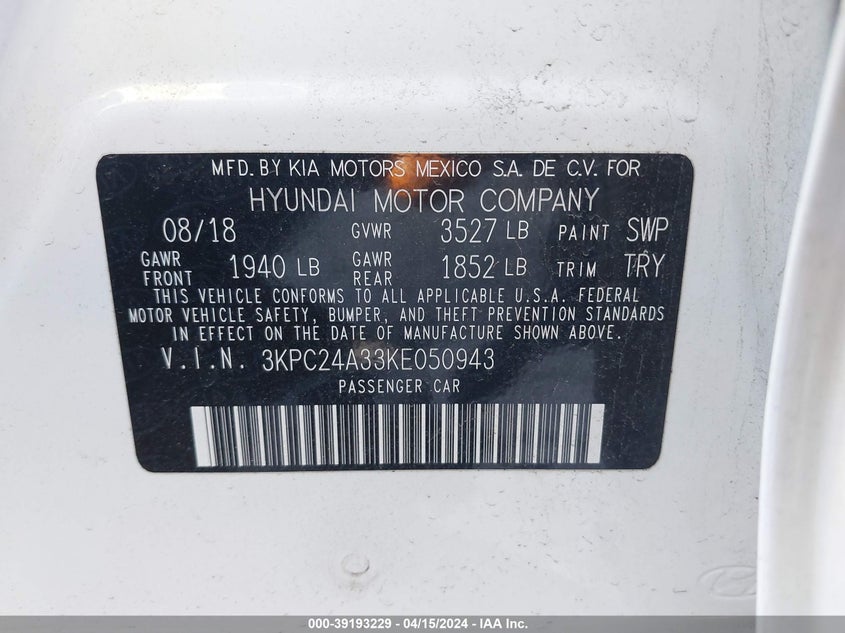 MFD. BY KIA MOTORS MEXICO S.A. DE C.V. FOR
HYUNDAI MOTOR COMPANY
08/18 GVWR 3527 LB PAINT SWP
GAWR FRONT 1940 LB GAWR REAR 1852 LB TRIM TRY
THIS VEHICLE CONFORMS TO ALL APPLICABLE U.S.A. FEDERAL
MOTOR VEHICLE SAFETY, BUMPER, AND THEFT PREVENTION STANDARDS
IN EFFECT ON THE DATE OF MANUFACTURE SHOWN ABOVE.
V.I.N. 3KPC24A33KE050943
PASSENGER CAR
000-39193229 - 04/15/2024 - IAA Inc.